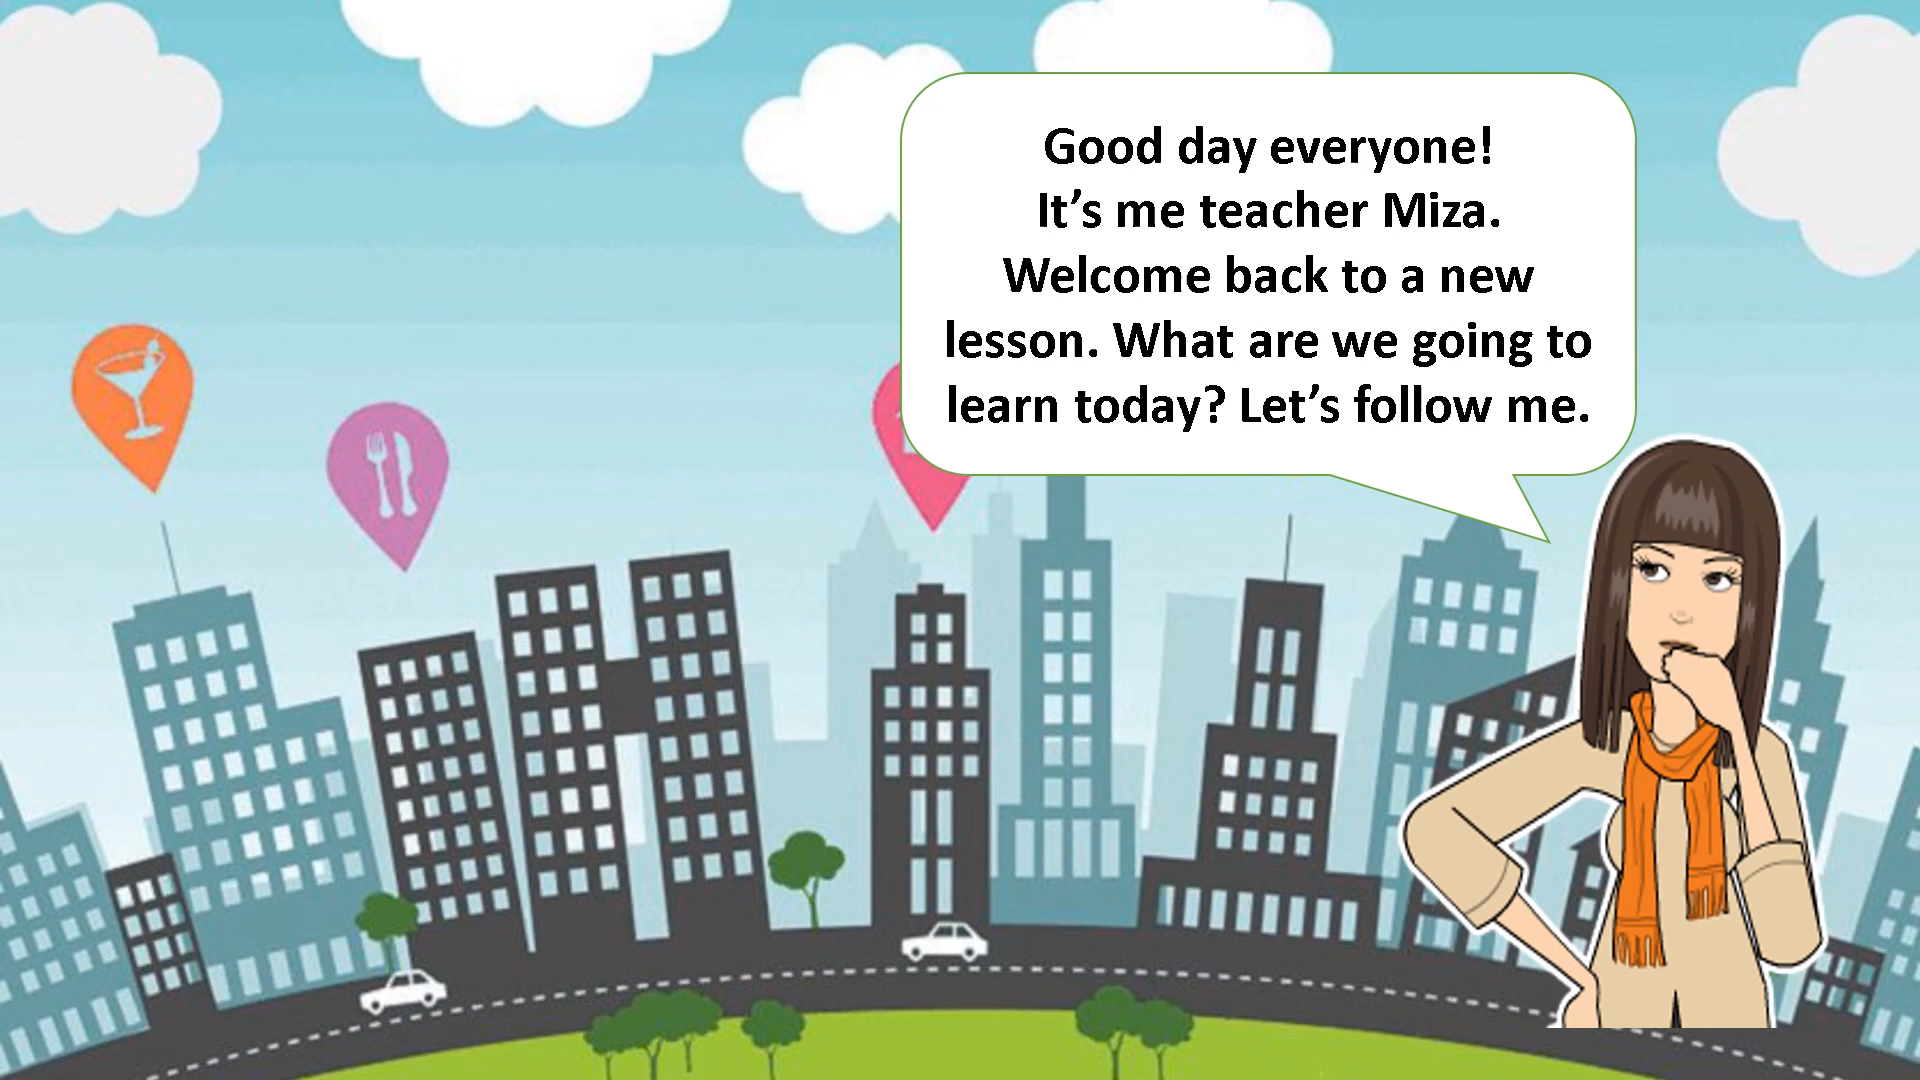 Good day everyone!
It’s me teacher Miza.
Welcome back to a new
lesson. What are we going to
learn today? Let’s follow me.